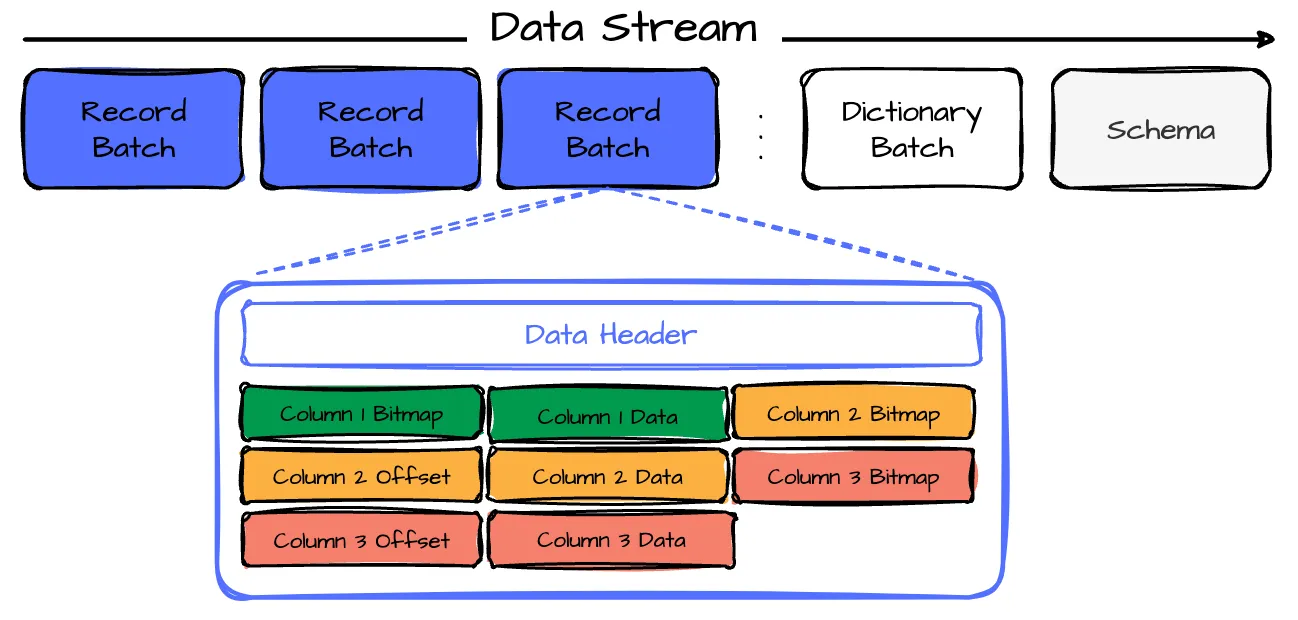 Data Stream
Record
Batch
Record
Batch
Record
Batch
.
.
.
Dictionary
Batch
Schema
Data Header
Column 1 Bitmap
Column 1 Data
Column 2 Bitmap
Column 2 Offset
Column 2 Data
Column 3 Bitmap
Column 3 Offset
Column 3 Data